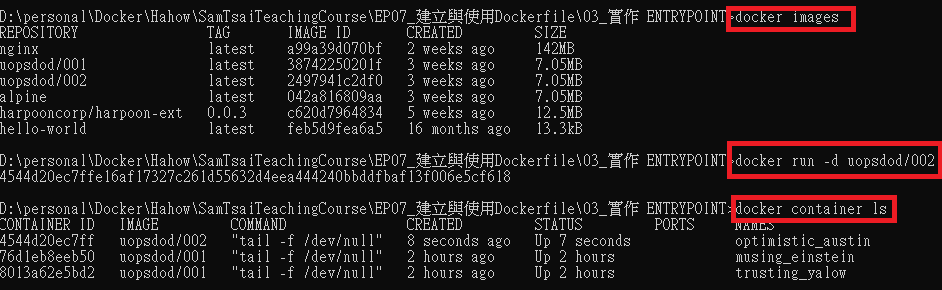 D:\personal\Docker\Hahow\SamTsaiTeachingCourse\EP07_建立與使用Dockerfile\03_實作 ENTRYPOINT>docker images
REPOSITORY TAG IMAGE ID CREATED SIZE
nginx latest a99a39d070bf 2 weeks ago 142MB
uopsdod/001 latest 38742250201f 3 weeks ago 7.05MB
uopsdod/002 latest 2497941c2df0 3 weeks ago 7.05MB
alpine latest 042a816809aa 3 weeks ago 7.05MB
harpooncorp/harpoon-ext 0.0.3 c620d7964834 5 weeks ago 12.5MB
hello-world latest feb5d9fea6a5 16 months ago 13.3kB
D:\personal\Docker\Hahow\SamTsaiTeachingCourse\EP07_建立與使用Dockerfile\03_實作 ENTRYPOINT>docker run -d uopsdod/002
4544d20ec7ffe16af17327c261d55632d4eea444240bbddfbaf13f006e5cf618
D:\personal\Docker\Hahow\SamTsaiTeachingCourse\EP07_建立與使用Dockerfile\03_實作 ENTRYPOINT>docker container ls
CONTAINER ID IMAGE COMMAND CREATED STATUS PORTS NAMES
4544d20ec7ff uopsdod/002 "tail -f /dev/null" 8 seconds ago Up 7 seconds optimistic_austin
76d1eb8eeb50 uopsdod/001 "tail -f /dev/null" 2 hours ago Up 2 hours musing_einstein
8013a62e5bd2 uopsdod/001 "tail -f /dev/null" 2 hours ago Up 2 hours trusting_yalow